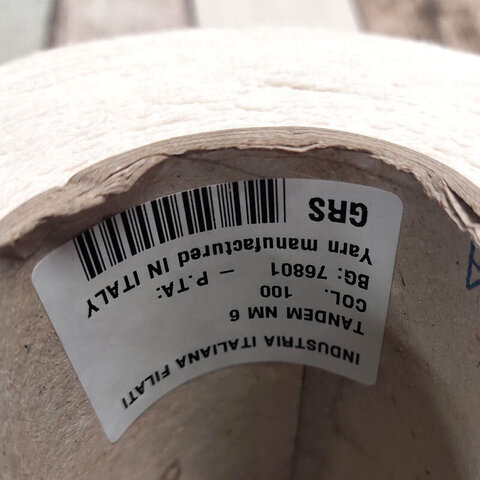 INDUSTRIA ITALIANA FILATI
TANDEM NM 6
COL. 100
BG: 76801 - P.TA:
Yarn manufactured IN ITALY
GRS